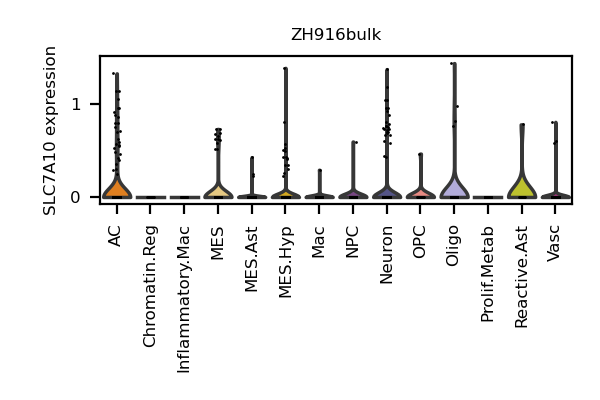 ZH916bulk
SLC7A10 expression
1
0
AC
Chromatin.Reg
Inflammatory.Mac
MES
MES.Ast
MES.Hyp
Mac
NPC
Neuron
OPC
Oligo
Prolif.Metab
Reactive.Ast
Vasc